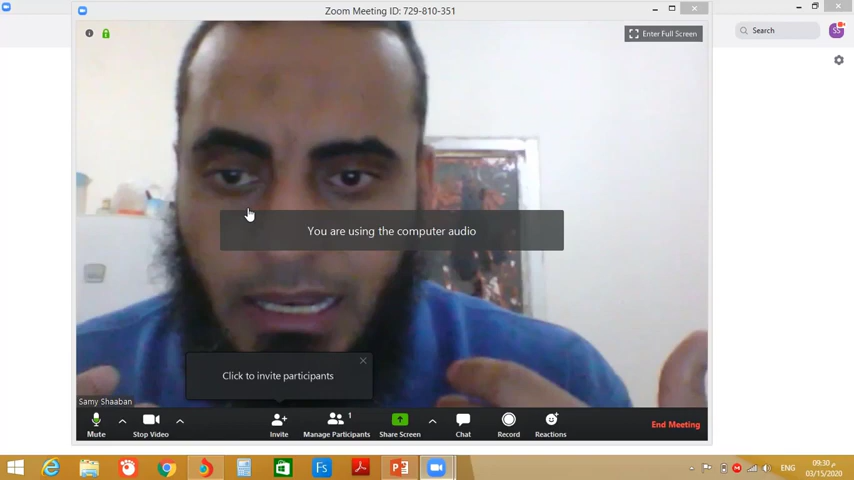 Zoom Meeting ID: 729-810-351
Search
SS
Enter Full Screen
You are using the computer audio
Click to invite participants
Samy Shaaban
1
Mute
Stop Video
Invite
Manage Participants
Share Screen
Chat
Record
Reactions
End Meeting
Fs
P
ENG
09:30 م
03/15/2020